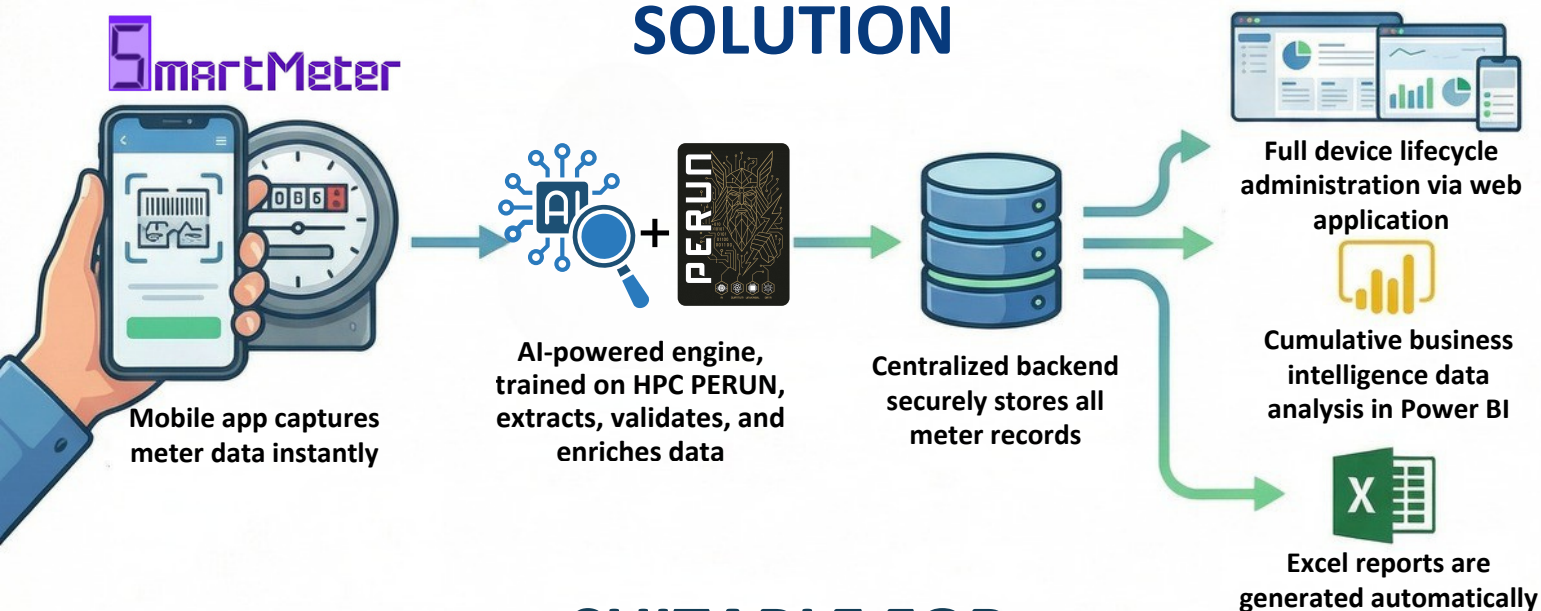 SOLUTION
SmartMeter
Mobile app captures
meter data instantly
AI
+
PERUN
AI-powered engine,
trained on HPC PERUN,
extracts, validates, and
enriches data
Centralized backend
securely stores all
meter records
Full device lifecycle
administration via web
application
Cumulative business
intelligence data
analysis in Power BI
X
Excel reports are
generated automatically
SUITABLE FOR